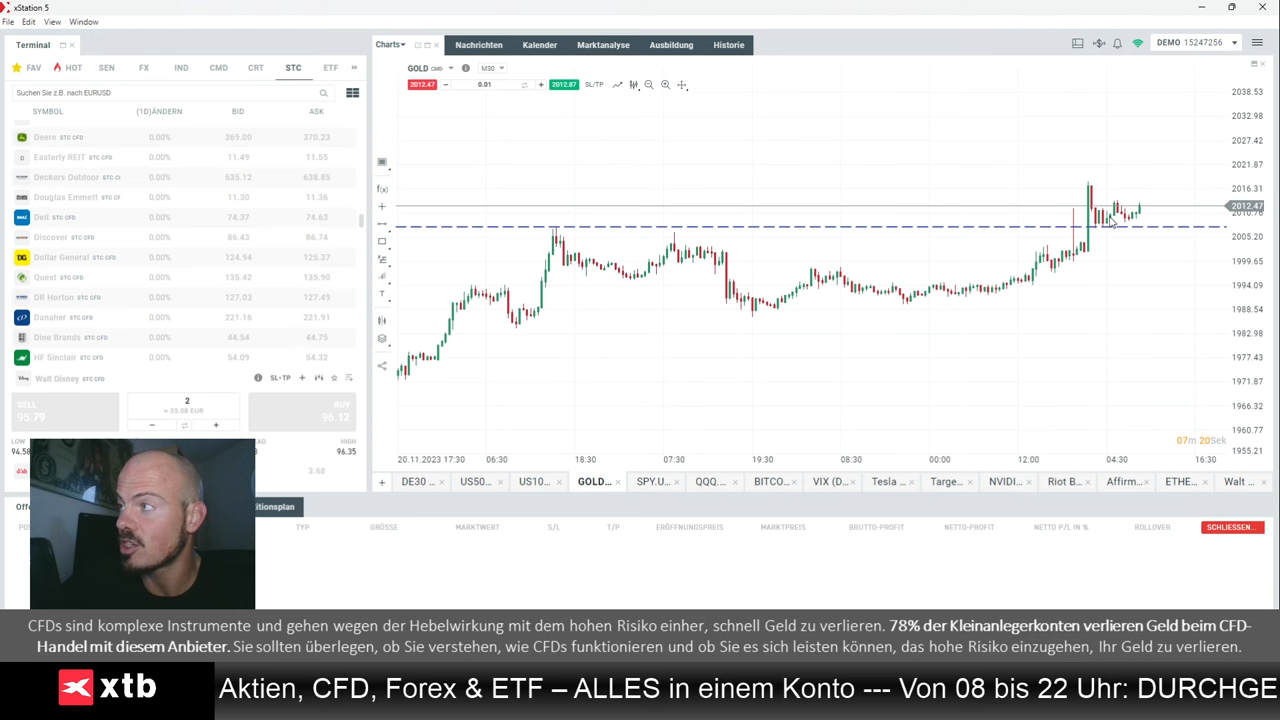 xStation 5
File Edit View Window
Terminal
Charts Nachrichten Kalender Marktanalyse Ausbildung Historie
DEMO 15247256
FAV HOT SEN FX IND CMD CRT STC ETF
GOLD CMD M30
2012.47 0.01 2012.87 SL/TP
Suchen Sie z.B. nach EURUSD
SYMBOL (1D)ÄNDERN BID ASK
Deere STC CFD 0.00% 369.00 370.23
Easterly REIT STC CFD 0.00% 11.49 11.55
Deckers Outdoor 0.00% 635.12 638.85
Douglas Emmett 0.00% 11.30 11.36
Dell STC CFD 0.00% 74.37 74.63
Discover STC CFD 0.00% 86.43 86.74
Dollar General STC CFD 0.00% 124.94 125.37
Quest STC CFD 0.00% 135.42 135.90
DR Horton STC CFD 0.00% 127.03 127.49
Danaher STC CFD 0.00% 221.16 221.91
Dine Brands STC CFD 0.00% 44.54 44.75
HF Sinclair STC CFD 0.00% 54.09 54.32
Walt Disney STC CFD SL+TP
SELL
95.79
2
≈ 35.08 EUR
BUY
96.12
LOW
94.58
HIGH
96.35
3.68
f(x)
T
2038.53
2032.98
2027.42
2021.87
2016.31
2012.47
2010.76
2005.20
1999.65
1994.09
1988.54
1982.98
1977.43
1971.87
1966.32
1960.77
1955.21
07m 20Sek
20.11.2023 17:30 06:30 18:30 07:30 19:30 08:30 00:00 12:00 04:30 16:30
DE30 ... US50... US10... GOLD... SPY.U... QQQ.... BITCO... VIX (D... Tesla ... Targe... NVIDI... Riot B... Affirm... ETHE... Walt ...
TYP GRÖSSE MARKTWERT S/L T/P ERÖFFNUNGSPREIS MARKTPREIS BRUTTO-PROFIT NETTO-PROFIT NETTO P/L IN % ROLLOVER SCHLIESSEN...
CFDs sind komplexe Instrumente und gehen wegen der Hebelwirkung mit dem hohen Risiko einher, schnell Geld zu verlieren. 78% der Kleinanlegerkonten verlieren Geld beim CFD-
Handel mit diesem Anbieter. Sie sollten überlegen, ob Sie verstehen, wie CFDs funktionieren und ob Sie es sich leisten können, das hohe Risiko einzugehen, Ihr Geld zu verlieren.
xtb Aktien, CFD, Forex & ETF – ALLES in einem Konto --- Von 08 bis 22 Uhr: DURCHGE